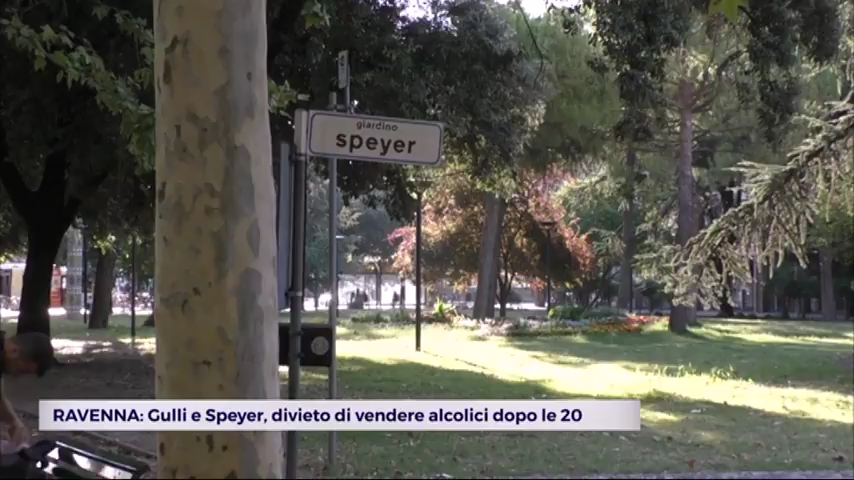 giardino
speyer
RAVENNA: Gulli e Speyer, divieto di vendere alcolici dopo le 20